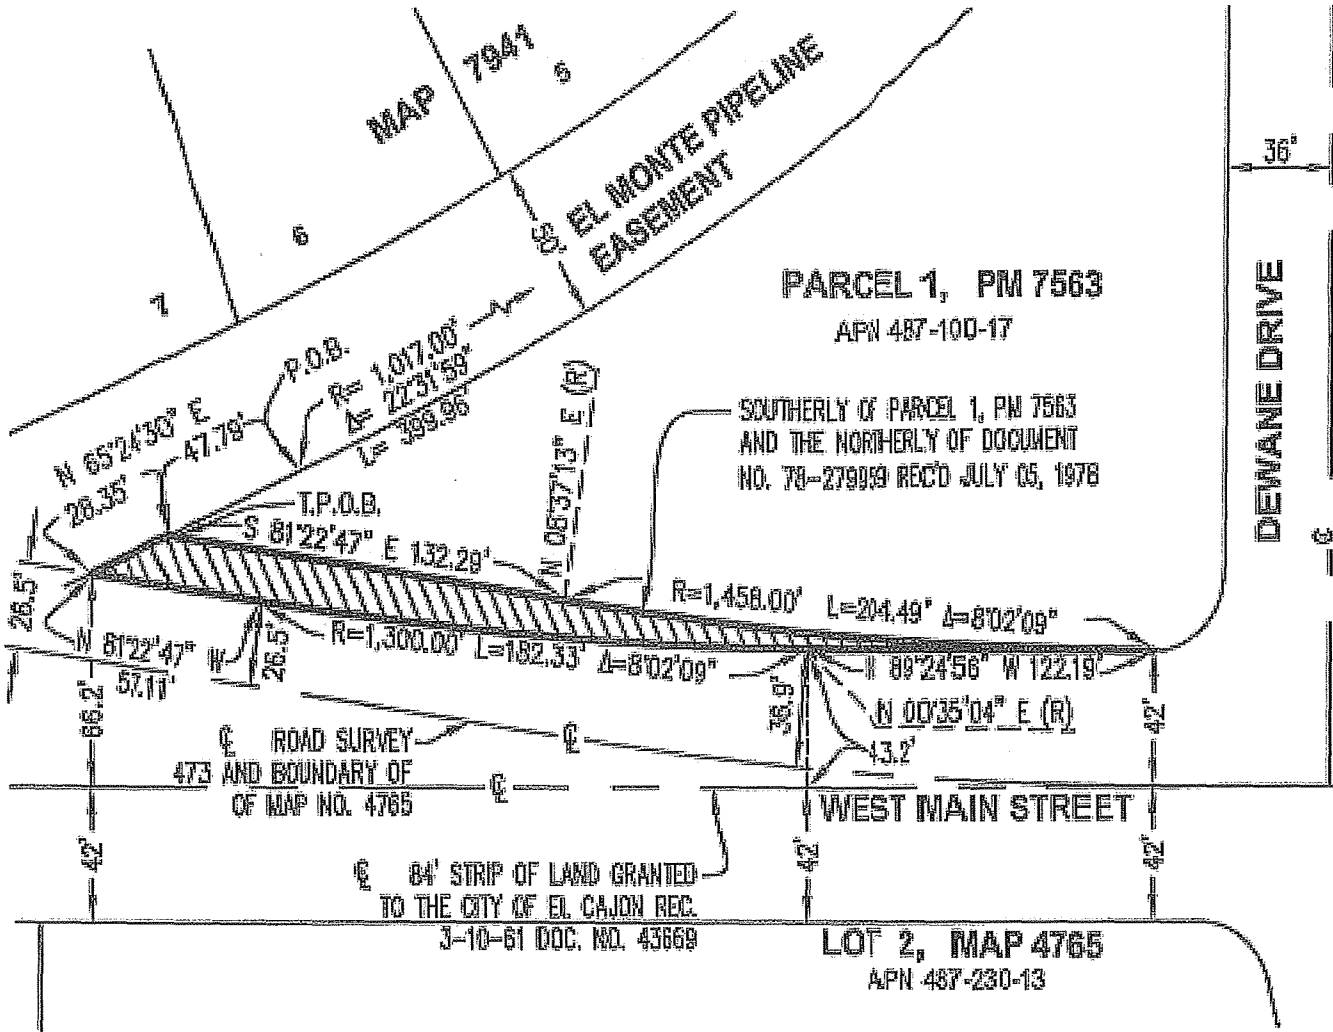 MAP 7941
5
6
7
50'
EL MONTE PIPELINE
EASEMENT
36'
DEWANE DRIVE
PARCEL 1, PM 7563
APN 487-100-17
P.O.B.
R= 1,017.00'
Δ= 22°31'59"
L= 399.96'
N 65°24'30" E
47.79'
28.35'
T.P.O.B.
S 81°22'47" E 132.29'
N 08°37'13" E (R)
SOUTHERLY OF PARCEL 1, PM 7563
AND THE NORTHERLY OF DOCUMENT
NO. 78-279959 REC'D JULY 05, 1978
R=1,458.00' L=204.49' Δ=8°02'09"
26.5'
N 81°22'47" W
57.11'
26.5'
R=1,300.00' L=182.33' Δ=8°02'09"
N 89°24'56" W 122.19'
N 00°35'04" E (R)
66.2'
36.9'
43.2'
42'
℄ ROAD SURVEY
473 AND BOUNDARY OF
OF MAP NO. 4765
℄
℄
℄
WEST MAIN STREET
42'
42'
42'
℄ 84' STRIP OF LAND GRANTED
TO THE CITY OF EL CAJON REC.
3-10-61 DOC. NO. 43669
LOT 2, MAP 4765
APN 487-230-13